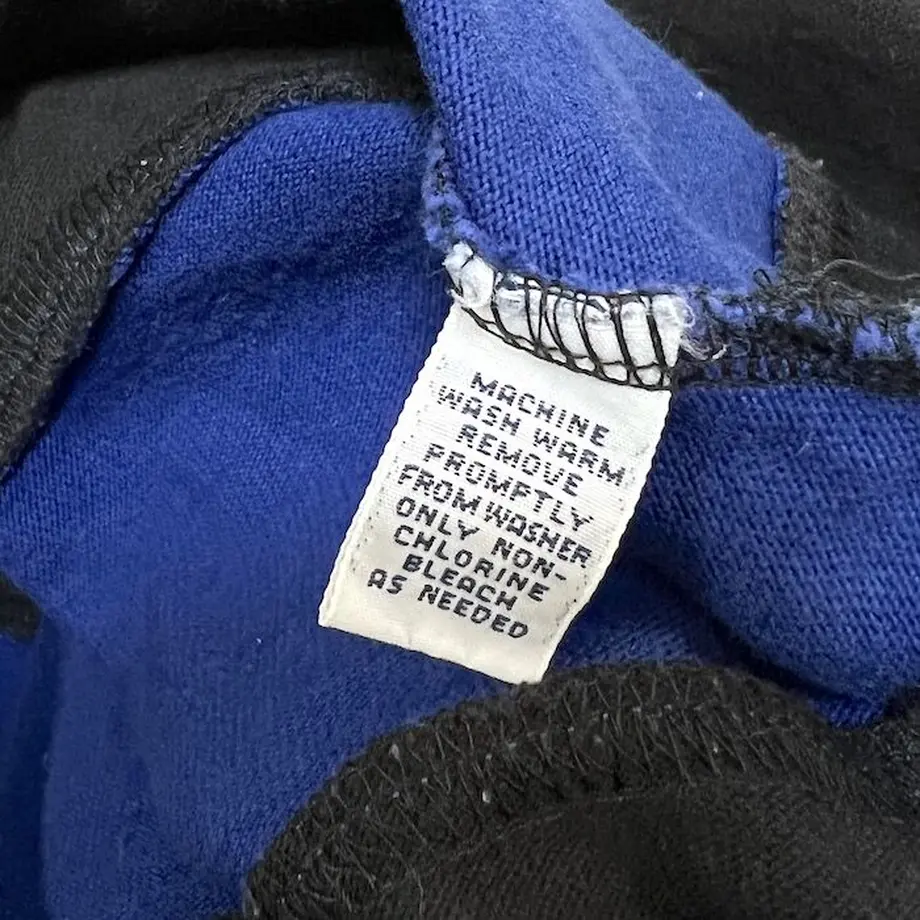 MACHINE
WASH WARM
REMOVE
PROMPTLY
FROM WASHER
ONLY NON-
CHLORINE
BLEACH
AS NEEDED